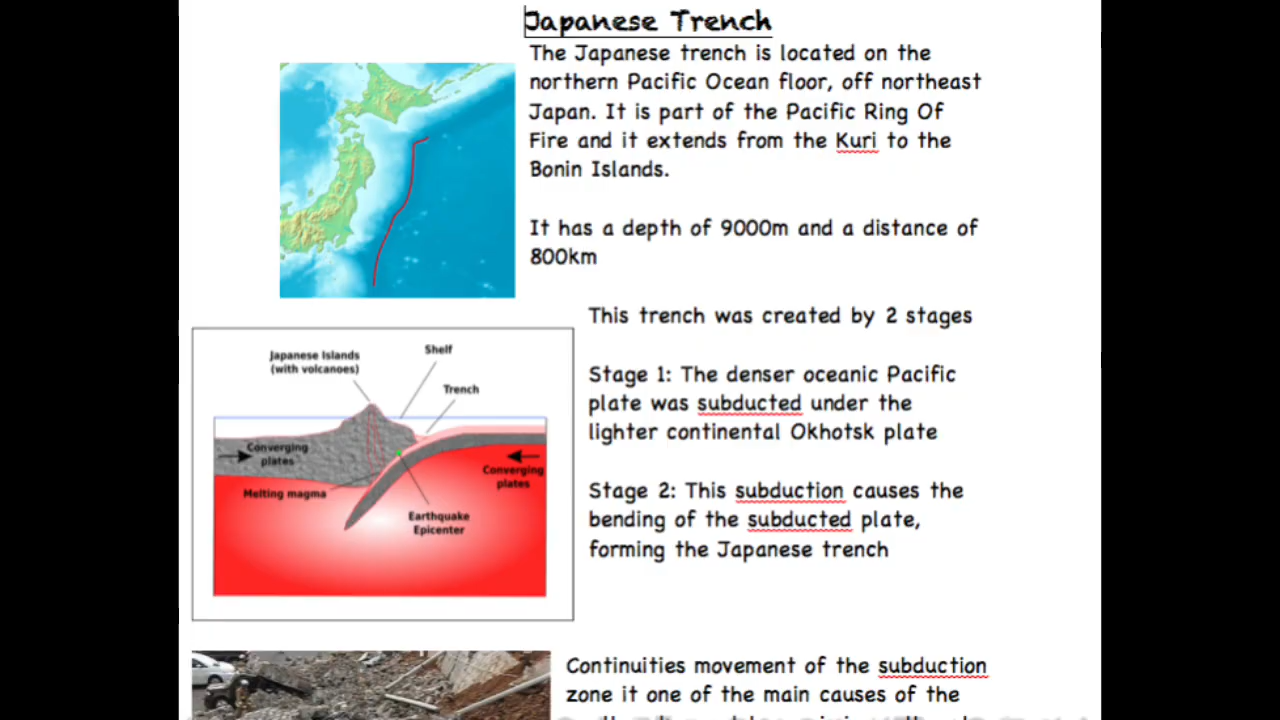 Japanese Trench
The Japanese trench is located on the
northern Pacific Ocean floor, off northeast
Japan. It is part of the Pacific Ring Of
Fire and it extends from the Kuri to the
Bonin Islands.
It has a depth of 9000m and a distance of
800km
This trench was created by 2 stages
Stage 1: The denser oceanic Pacific
plate was subducted under the
lighter continental Okhotsk plate
Stage 2: This subduction causes the
bending of the subducted plate,
forming the Japanese trench
Japanese Islands
(with volcanoes)
Shelf
Trench
Converging
plates
Converging
plates
Melting magma
Earthquake
Epicenter
Continuities movement of the subduction
zone it one of the main causes of the